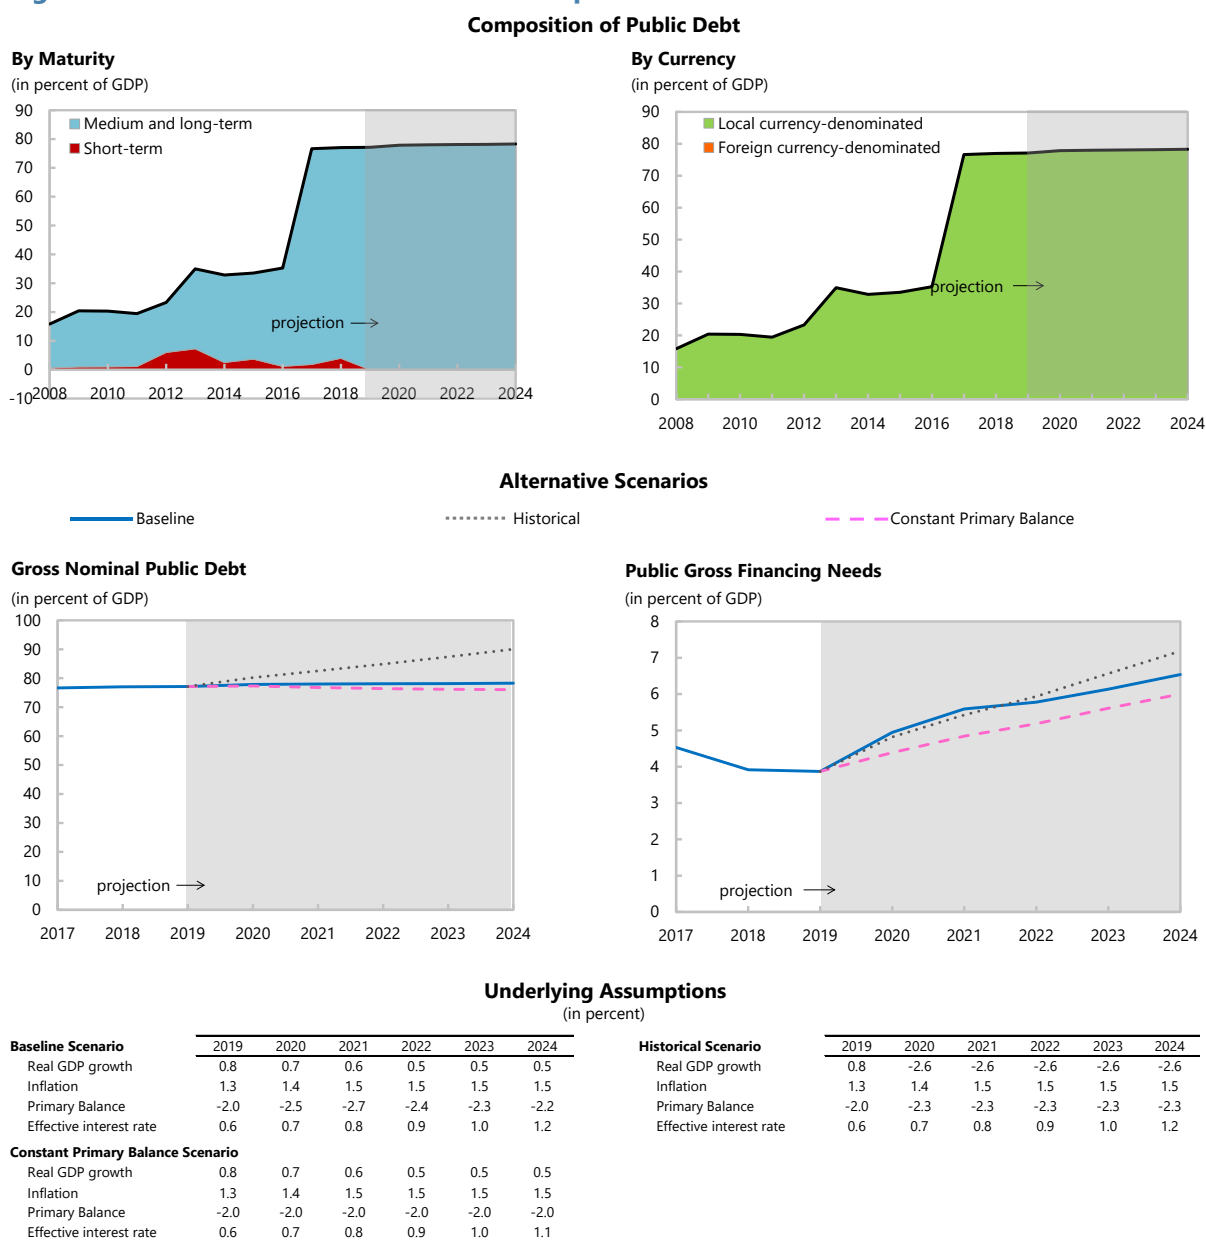 Composition of Public Debt
By Maturity
(in percent of GDP)
90
80
70
60
50
40
30
20
10
0
-10
Medium and long-term
Short-term
projection
2008 2010 2012 2014 2016 2018 2020 2022 2024
By Currency
(in percent of GDP)
90
80
70
60
50
40
30
20
10
0
Local currency-denominated
Foreign currency-denominated
projection
2008 2010 2012 2014 2016 2018 2020 2022 2024
Alternative Scenarios
Baseline Historical Constant Primary Balance
Gross Nominal Public Debt
(in percent of GDP)
100
90
80
70
60
50
40
30
20
10
0
projection
2017 2018 2019 2020 2021 2022 2023 2024
Public Gross Financing Needs
(in percent of GDP)
8
7
6
5
4
3
2
1
0
projection
2017 2018 2019 2020 2021 2022 2023 2024
Underlying Assumptions
(in percent)
Baseline Scenario 2019 2020 2021 2022 2023 2024
Real GDP growth 0.8 0.7 0.6 0.5 0.5 0.5
Inflation 1.3 1.4 1.5 1.5 1.5 1.5
Primary Balance -2.0 -2.5 -2.7 -2.4 -2.3 -2.2
Effective interest rate 0.6 0.7 0.8 0.9 1.0 1.2
Constant Primary Balance Scenario
Real GDP growth 0.8 0.7 0.6 0.5 0.5 0.5
Inflation 1.3 1.4 1.5 1.5 1.5 1.5
Primary Balance -2.0 -2.0 -2.0 -2.0 -2.0 -2.0
Effective interest rate 0.6 0.7 0.8 0.9 1.0 1.1
Historical Scenario 2019 2020 2021 2022 2023 2024
Real GDP growth 0.8 -2.6 -2.6 -2.6 -2.6 -2.6
Inflation 1.3 1.4 1.5 1.5 1.5 1.5
Primary Balance -2.0 -2.3 -2.3 -2.3 -2.3 -2.3
Effective interest rate 0.6 0.7 0.8 0.9 1.0 1.2